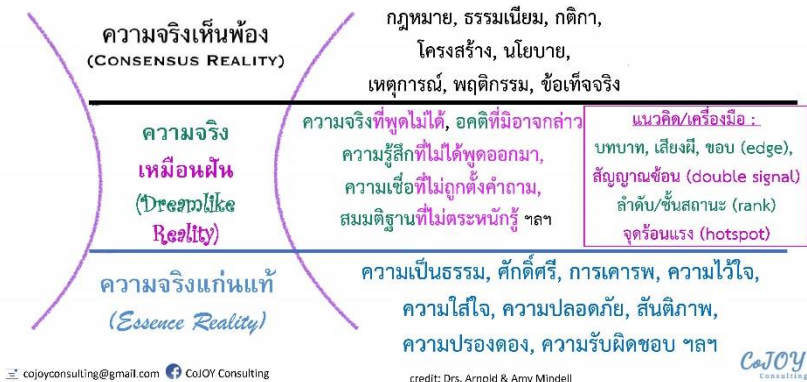 ความจริงเห็นพ้อง
(CONSENSUS REALITY)
กฎหมาย, ธรรมเนียม, กติกา,
โครงสร้าง, นโยบาย,
เหตุการณ์, พฤติกรรม, ข้อเท็จจริง
ความจริง
เหมือนฝัน
(Dreamlike
Reality)
ความจริงที่พูดไม่ได้, อคติที่มิอาจกล่าว
ความรู้สึกที่ไม่ได้พูดออกมา,
ความเชื่อที่ไม่ถูกตั้งคำถาม,
สมมติฐานที่ไม่ตระหนักรู้ ฯลฯ
แนวคิด/เครื่องมือ :
บทบาท, เสียงผี, ขอบ (edge),
สัญญาณซ้อน (double signal)
ลำดับ/ชั้นสถานะ (rank)
จุดร้อนแรง (hotspot)
ความจริงแก่นแท้
(Essence Reality)
ความเป็นธรรม, ศักดิ์ศรี, การเคารพ, ความไว้ใจ,
ความใส่ใจ, ความปลอดภัย, สันติภาพ,
ความปรองดอง, ความรับผิดชอบ ฯลฯ
cojoyconsulting@gmail.com CoJOY Consulting
credit: Drs. Arnold & Amy Mindell
CoJOY
Consulting